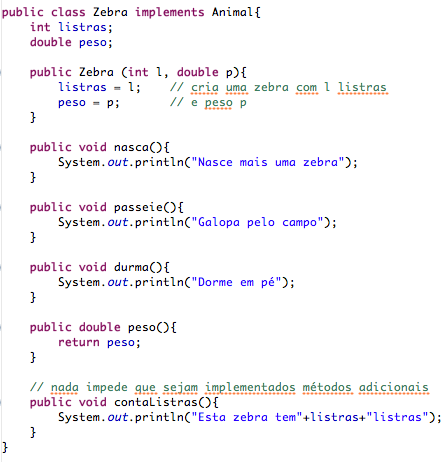 public class Zebra implements Animal{
    int listras;
    double peso;

    public Zebra (int l, double p){
        listras = l;    // cria uma zebra com l listras
        peso = p;       // e peso p
    }

    public void nasca(){
        System.out.println("Nasce mais uma zebra");
    }

    public void passeie(){
        System.out.println("Galopa pelo campo");
    }

    public void durma(){
        System.out.println("Dorme em pé");
    }

    public double peso(){
        return peso;
    }

    // nada impede que sejam implementados métodos adicionais
    public void contaListras(){
        System.out.println("Esta zebra tem"+listras+"listras");
    }
}